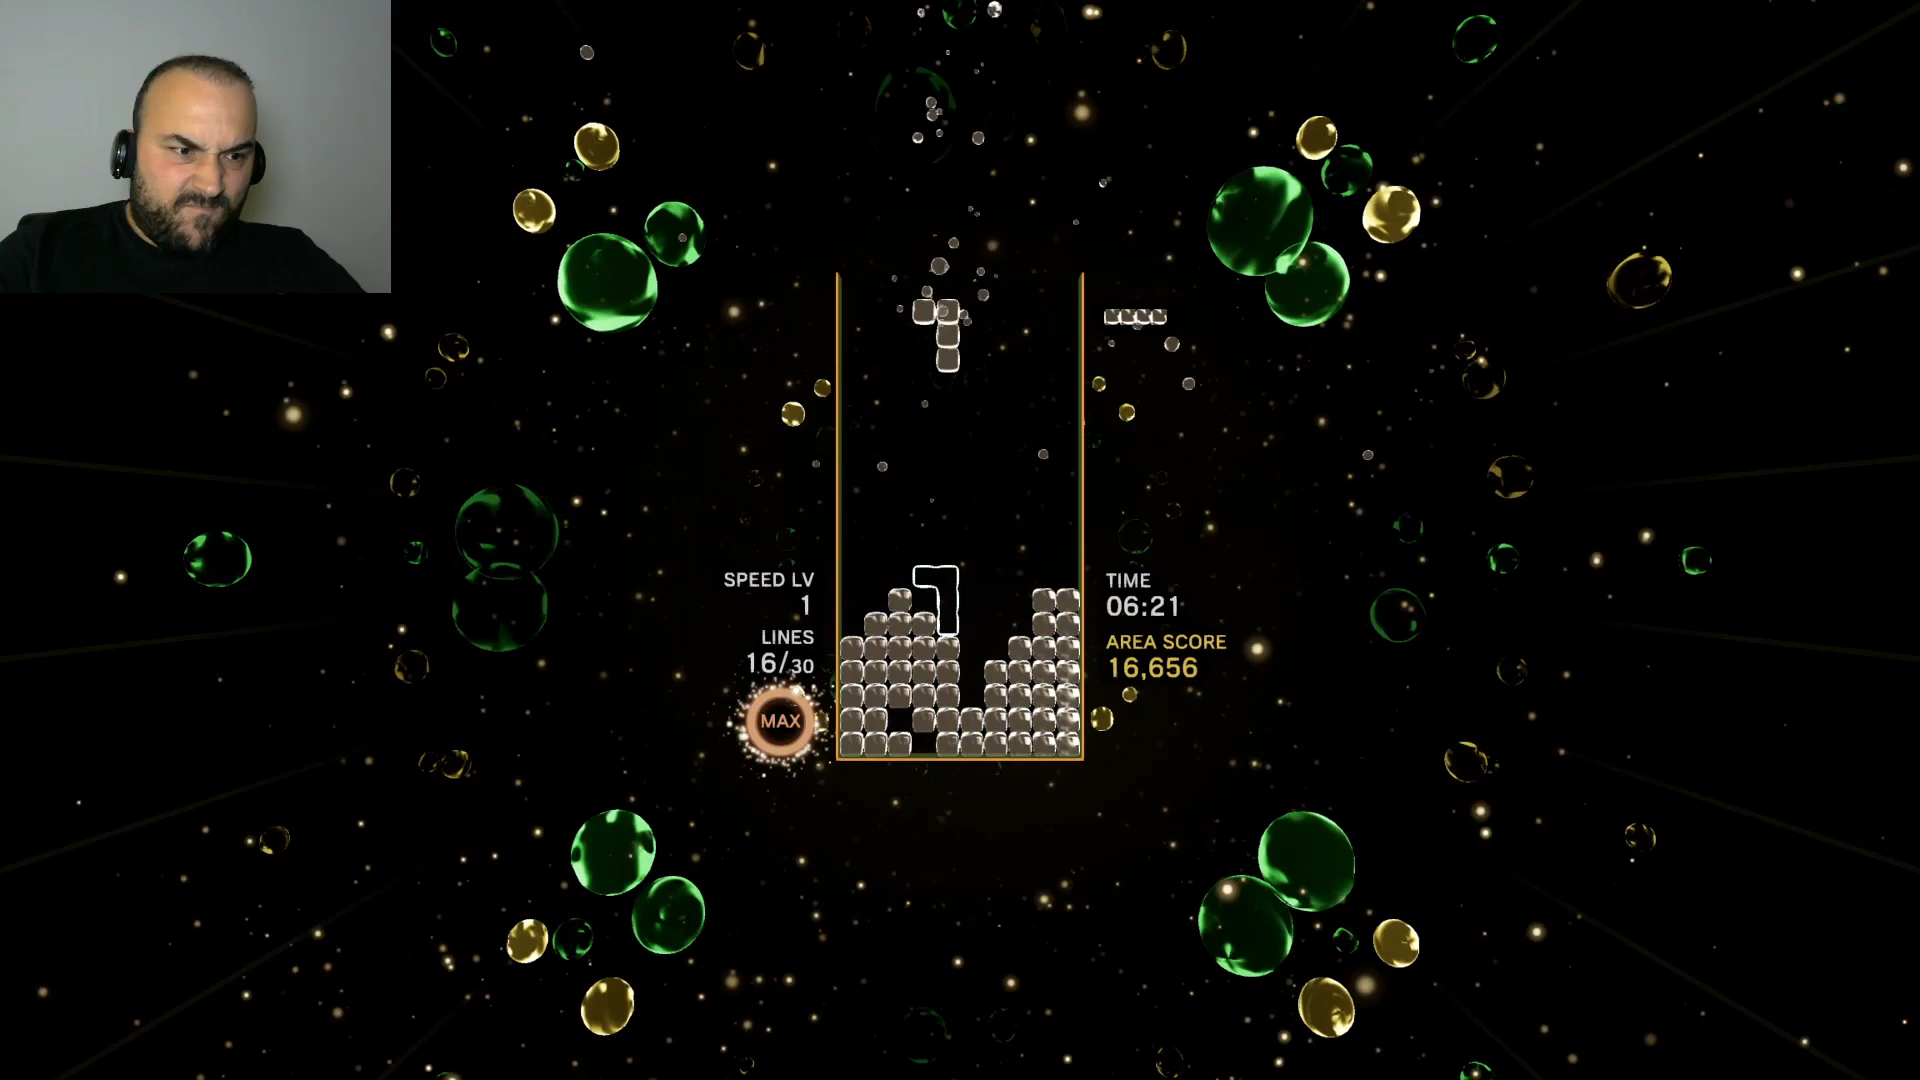 SPEED LV
1
LINES
16/30
MAX
TIME
06:21
AREA SCORE
16,656